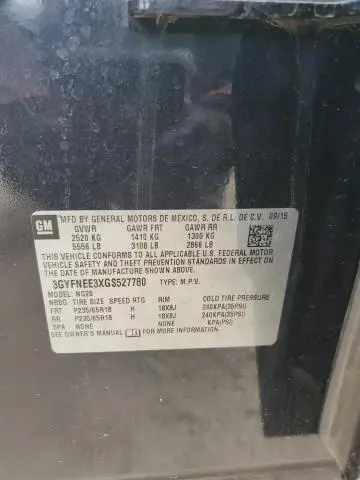 GM
MFD BY GENERAL MOTORS DE MEXICO, S. DE R.L. DE C.V. 09/15
GVWR GAWR FRT GAWR RR
2520 KG 1410 KG 1300 KG
5556 LB 3108 LB 2866 LB
THIS VEHICLE CONFORMS TO ALL APPLICABLE U.S. FEDERAL MOTOR
VEHICLE SAFETY AND THEFT PREVENTION STANDARDS IN EFFECT ON
THE DATE OF MANUFACTURE SHOWN ABOVE.
3GYFNEE3XGS527780 TYPE: M.P.V.
MODEL: NG26
NBBG TIRE SIZE SPEED RTG RIM COLD TIRE PRESSURE
FRT P235/65R18 H 18X8J 240KPA(35PSI)
RR P235/65R18 H 18X8J 240KPA(35PSI)
SPA NONE NONE KPA(PSI)
SEE OWNER'S MANUAL FOR ADDITIONAL INFORMATION.